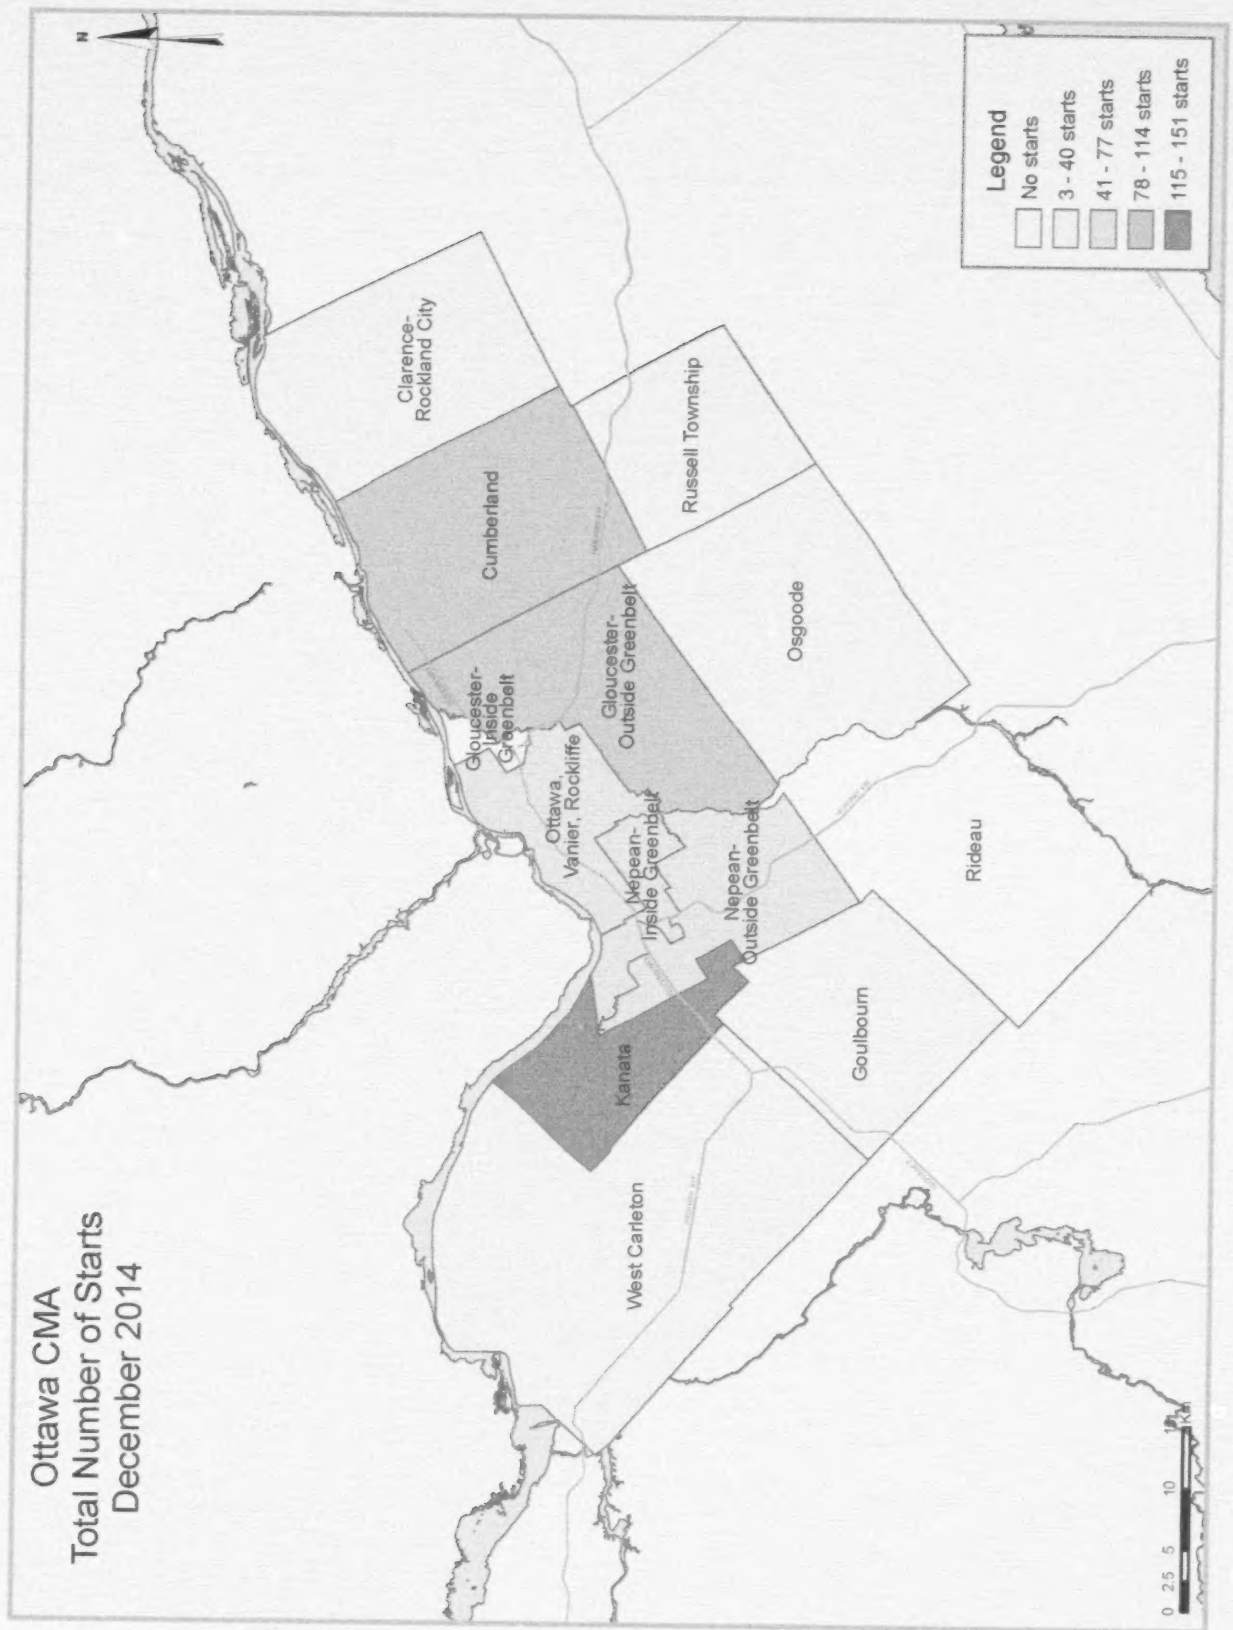 Ottawa CMA
Total Number of Starts
December 2014
N
Clarence-
Rockland City
Cumberland
Russell Township
Gloucester-
Inside
Greenbelt
Gloucester-
Outside Greenbelt
Ottawa,
Vanier, Rockliffe
Osgoode
Nepean-
Inside Greenbelt
Nepean-
Outside Greenbelt
Rideau
Kanata
Goulbourn
West Carleton
Legend
No starts
3 - 40 starts
41 - 77 starts
78 - 114 starts
115 - 151 starts
0 2.5 5 10
Km